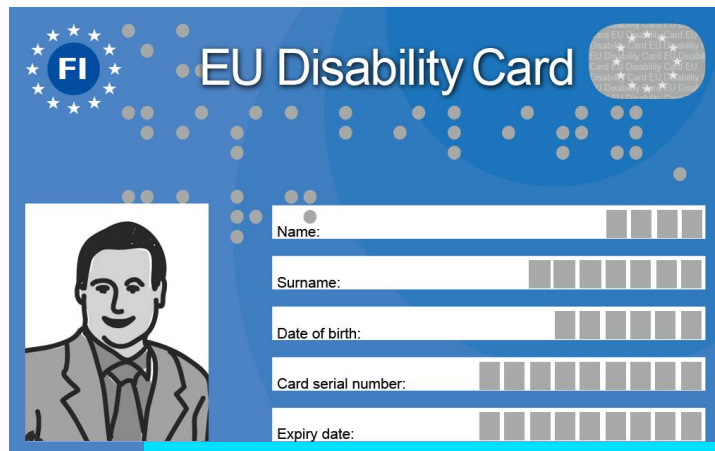 FI
EU Disability Card
Name:
Surname:
Date of birth:
Card serial number:
Expiry date: